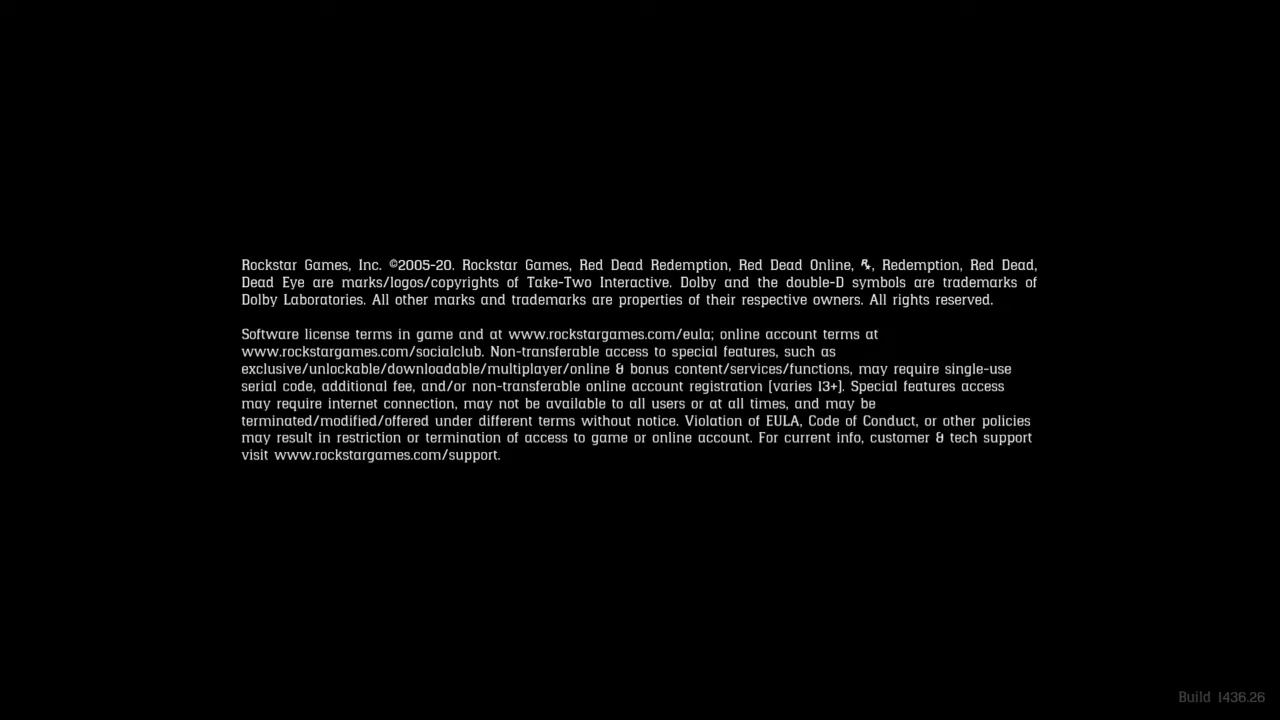 Rockstar Games, Inc. ©2005-20. Rockstar Games, Red Dead Redemption, Red Dead Online, , Redemption, Red Dead,
Dead Eye are marks/logos/copyrights of Take-Two Interactive. Dolby and the double-D symbols are trademarks of
Dolby Laboratories. All other marks and trademarks are properties of their respective owners. All rights reserved.
Software license terms in game and at www.rockstargames.com/eula; online account terms at
www.rockstargames.com/socialclub. Non-transferable access to special features, such as
exclusive/unlockable/downloadable/multiplayer/online & bonus content/services/functions, may require single-use
serial code, additional fee, and/or non-transferable online account registration (varies 13+). Special features access
may require internet connection, may not be available to all users or at all times, and may be
terminated/modified/offered under different terms without notice. Violation of EULA, Code of Conduct, or other policies
may result in restriction or termination of access to game or online account. For current info, customer & tech support
visit www.rockstargames.com/support.
Build 1436.26